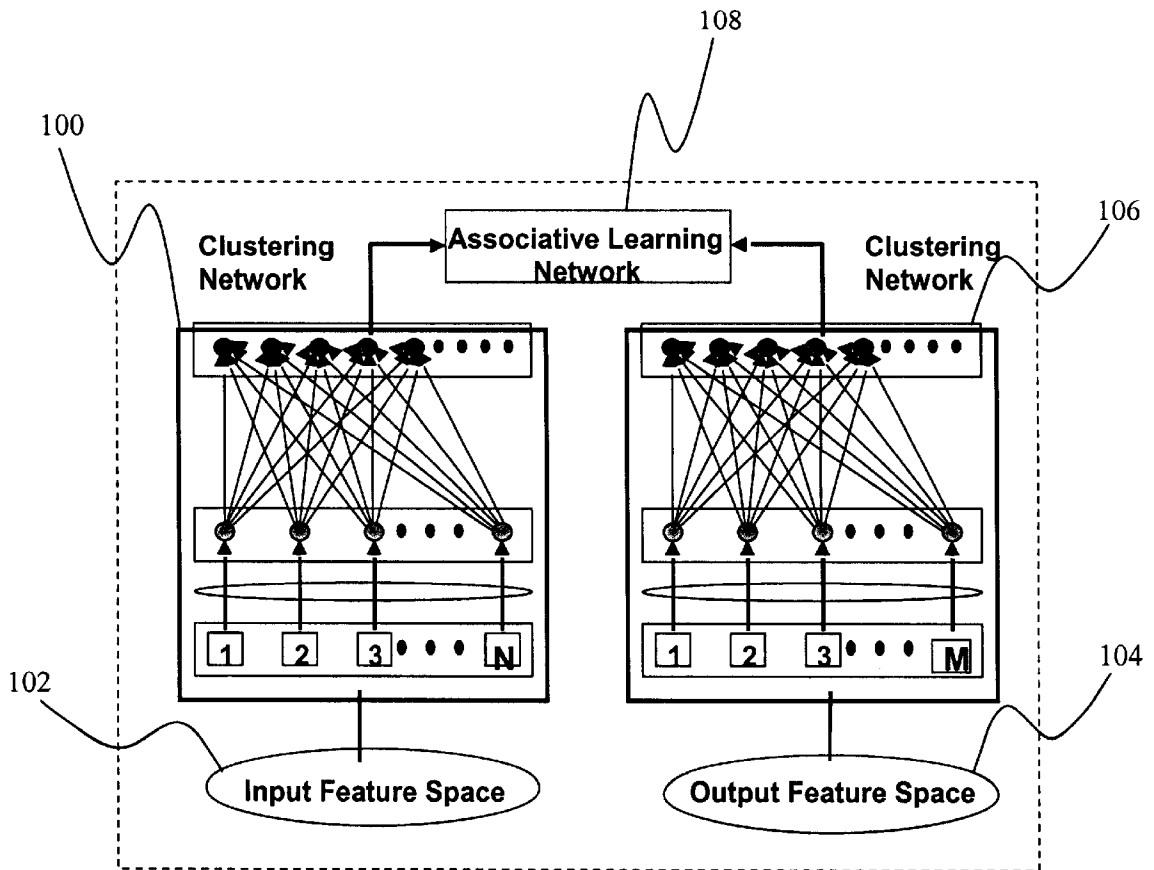 108
100
106
Associative Learning
Network
Clustering
Network
Clustering
Network
1 2 3 N
1 2 3 M
102
104
Input Feature Space
Output Feature Space